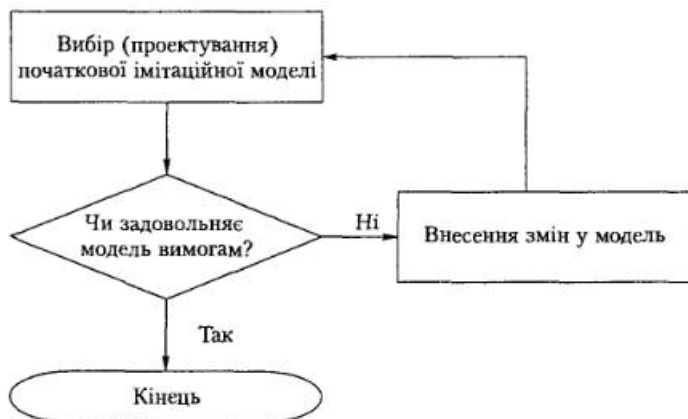 Вибір (проектування)
початкової імітаційної моделі
Чи задовольняє
модель вимогам?
Ні
Внесення змін у модель
Так
Кінець